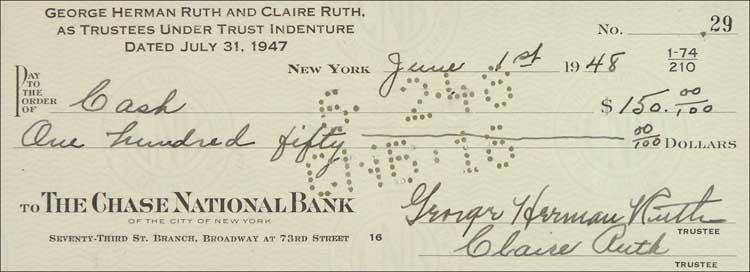 GEORGE HERMAN RUTH AND CLAIRE RUTH,
AS TRUSTEES UNDER TRUST INDENTURE
DATED JULY 31, 1947
No. 29
NEW YORK June 1st 1948 1-74/210
PAY TO THE ORDER OF Cash $150.00/100
One hundred fifty 00/100 DOLLARS
TO THE CHASE NATIONAL BANK
OF THE CITY OF NEW YORK
SEVENTY-THIRD ST. BRANCH, BROADWAY AT 73RD STREET 16
George Herman Ruth
TRUSTEE
Claire Ruth
TRUSTEE